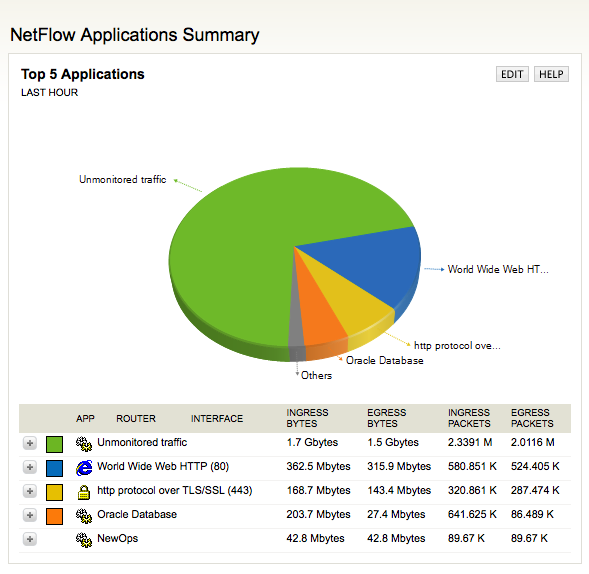 NetFlow Applications Summary
Top 5 Applications
EDIT
HELP
LAST HOUR
Unmonitored traffic
World Wide Web HT...
http protocol ove...
Oracle Database
Others
APP ROUTER INTERFACE INGRESS BYTES EGRESS BYTES INGRESS PACKETS EGRESS PACKETS
Unmonitored traffic 1.7 Gbytes 1.5 Gbytes 2.3391 M 2.0116 M
World Wide Web HTTP (80) 362.5 Mbytes 315.9 Mbytes 580.851 K 524.405 K
http protocol over TLS/SSL (443) 168.7 Mbytes 143.4 Mbytes 320.861 K 287.474 K
Oracle Database 203.7 Mbytes 27.4 Mbytes 641.625 K 86.489 K
NewOps 42.8 Mbytes 42.8 Mbytes 89.67 K 89.67 K